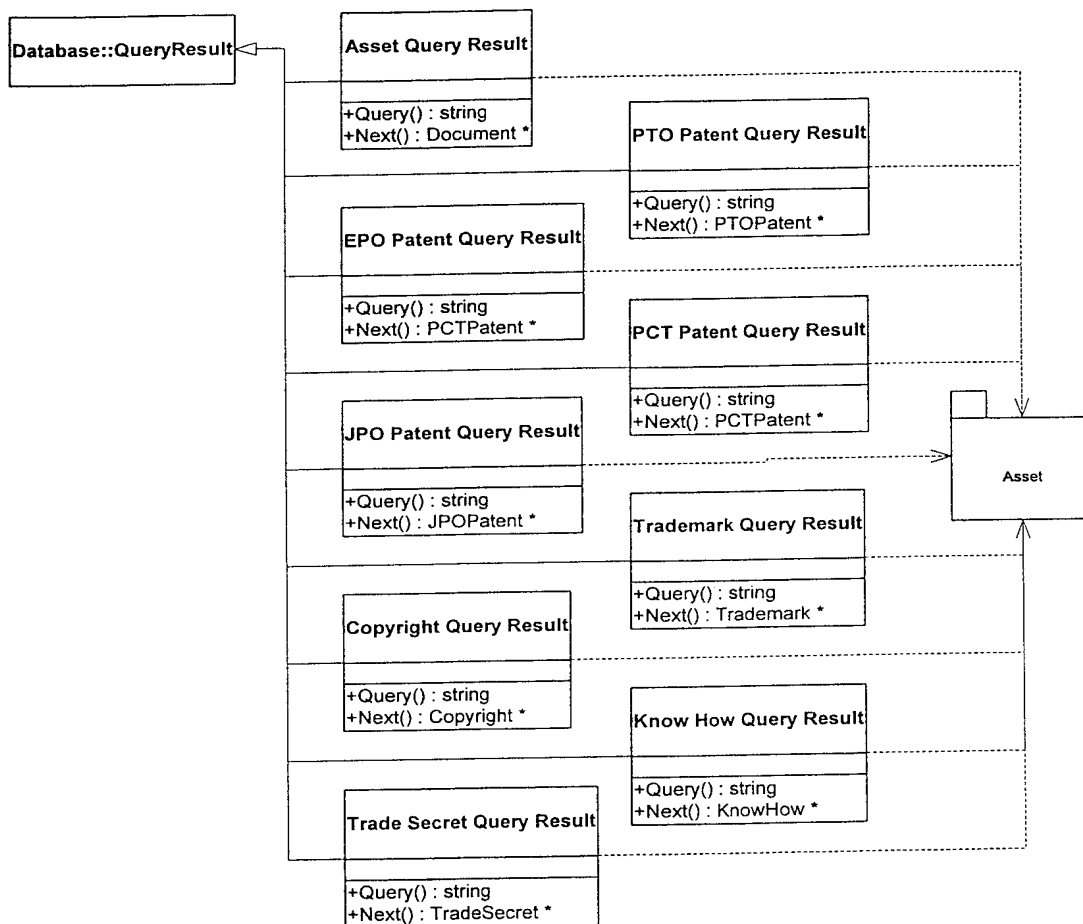 Database::QueryResult
Asset Query Result
+Query() : string
+Next() : Document *
PTO Patent Query Result
+Query() : string
+Next() : PTOPatent *
EPO Patent Query Result
+Query() : string
+Next() : PCTPatent *
PCT Patent Query Result
+Query() : string
+Next() : PCTPatent *
JPO Patent Query Result
+Query() : string
+Next() : JPOPatent *
Asset
Trademark Query Result
+Query() : string
+Next() : Trademark *
Copyright Query Result
+Query() : string
+Next() : Copyright *
Know How Query Result
+Query() : string
+Next() : KnowHow *
Trade Secret Query Result
+Query() : string
+Next() : TradeSecret *